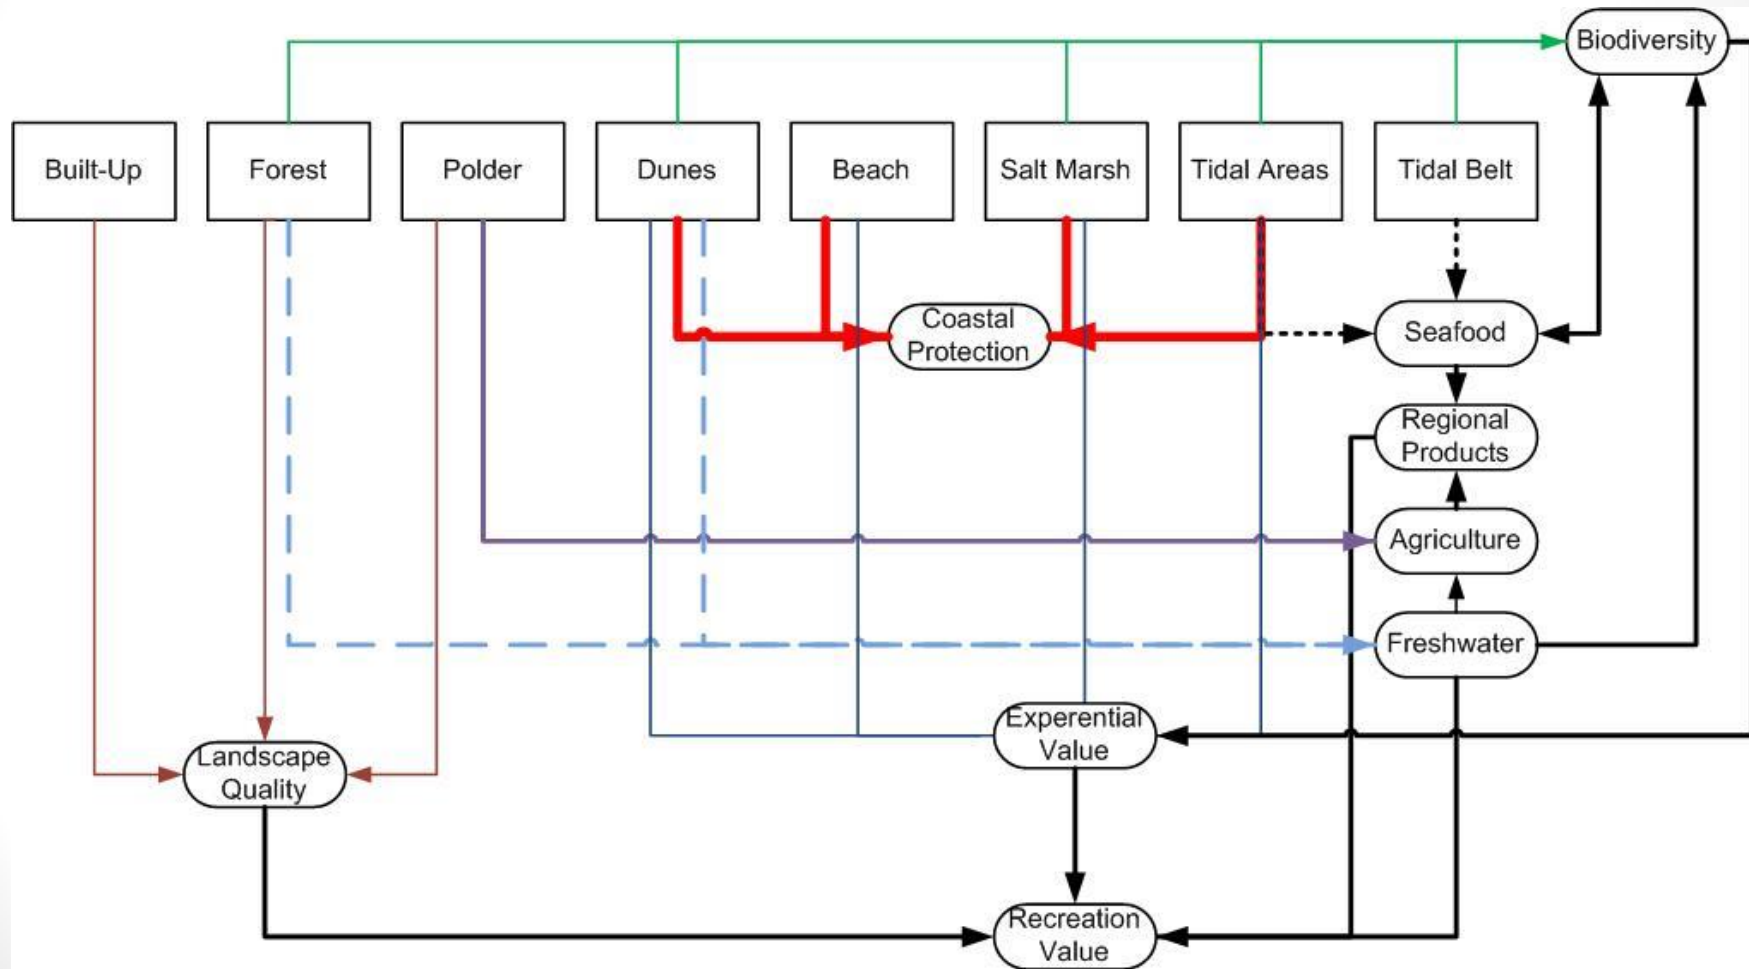 Biodiversity
Built-Up
Forest
Polder
Dunes
Beach
Salt Marsh
Tidal Areas
Tidal Belt
Coastal
Protection
Seafood
Regional
Products
Agriculture
Freshwater
Experential
Value
Landscape
Quality
Recreation
Value